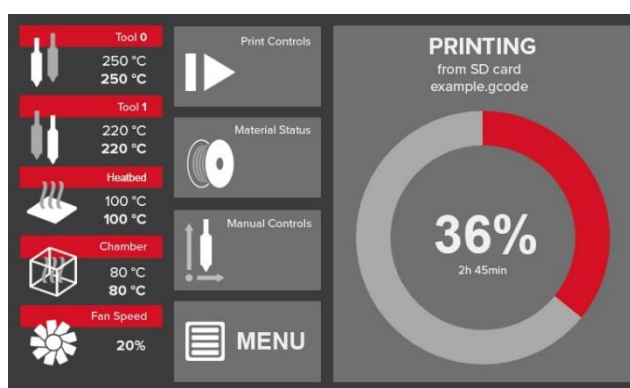 Tool 0
250 °C
250 °C
Tool 1
220 °C
220 °C
Heatbed
100 °C
100 °C
Chamber
80 °C
80 °C
Fan Speed
20%
Print Controls
Material Status
Manual Controls
MENU
PRINTING
from SD card
example.gcode
36%
2h 45min